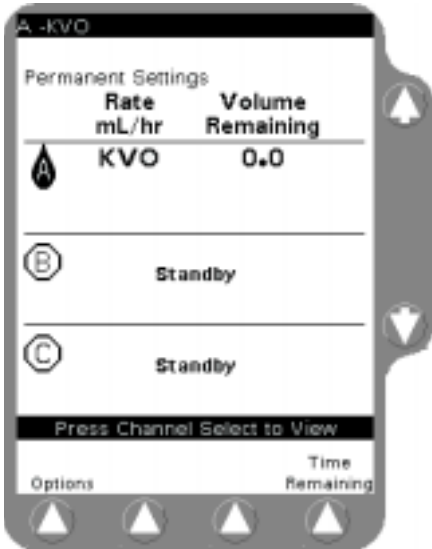 A -KVO
Permanent Settings
Rate Volume
mL/hr Remaining
A KVO 0.0
B Standby
C Standby
Press Channel Select to View
Time
Options Remaining